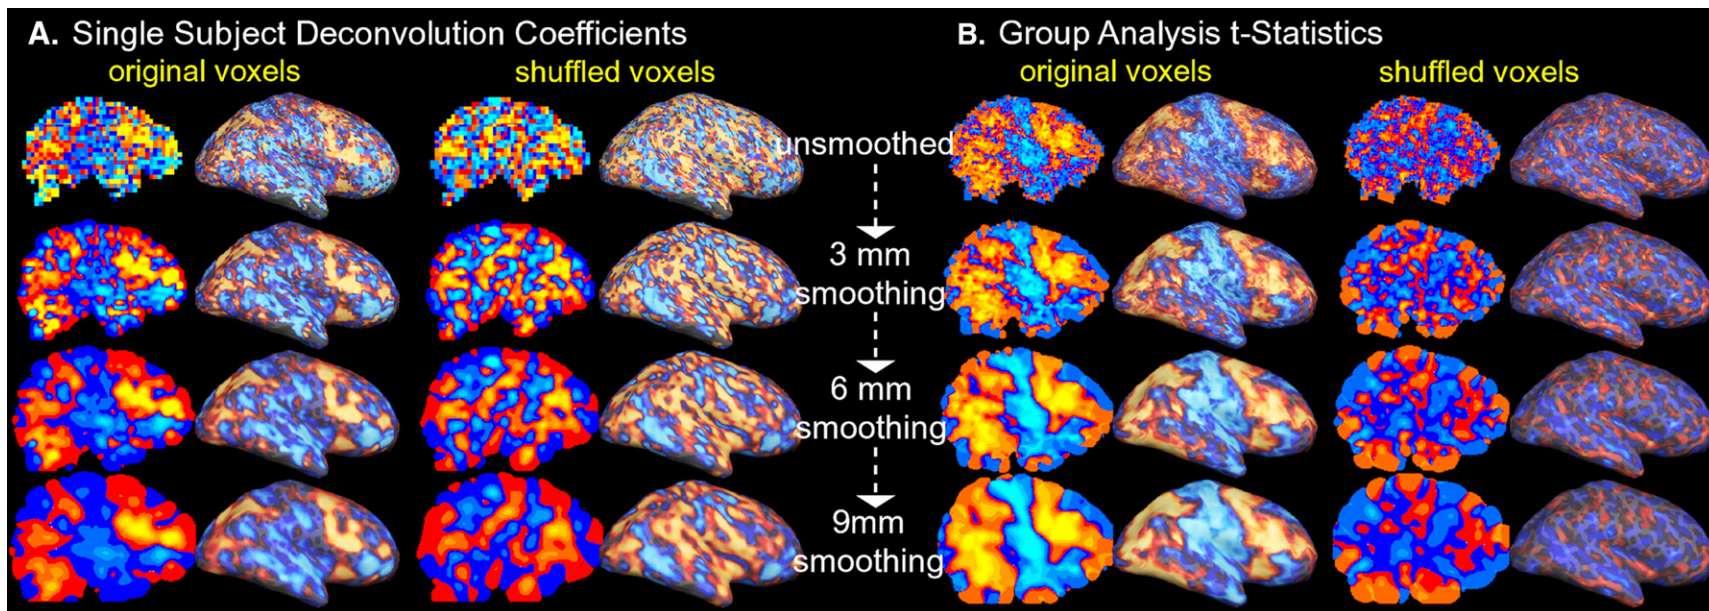 A. Single Subject Deconvolution Coefficients
B. Group Analysis t-Statistics
original voxels
shuffled voxels
original voxels
shuffled voxels
unsmoothed
3 mm
smoothing
6 mm
smoothing
9mm
smoothing